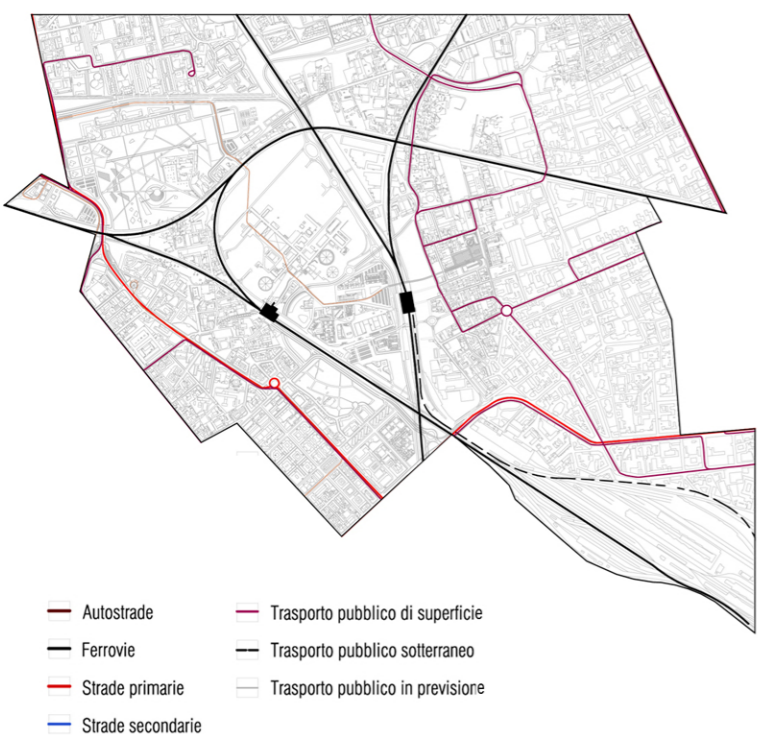 Autostrade
Ferrovie
Strade primarie
Strade secondarie
Trasporto pubblico di superficie
Trasporto pubblico sotterraneo
Trasporto pubblico in previsione